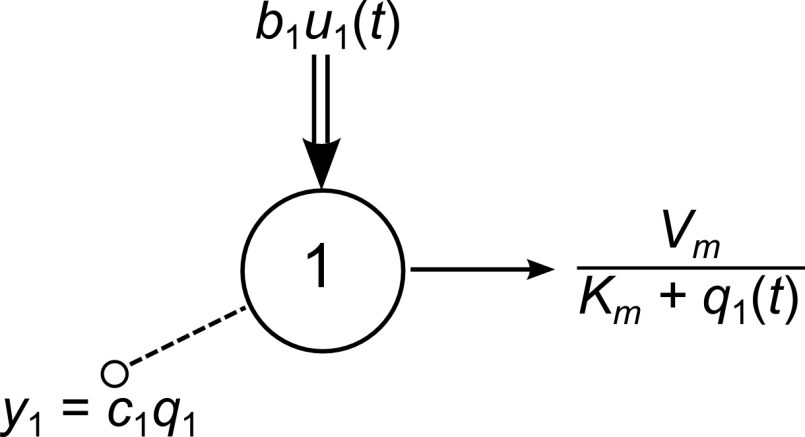 b₁u₁(t)
1
Vₘ
Kₘ + q₁(t)
y₁ = c₁q₁